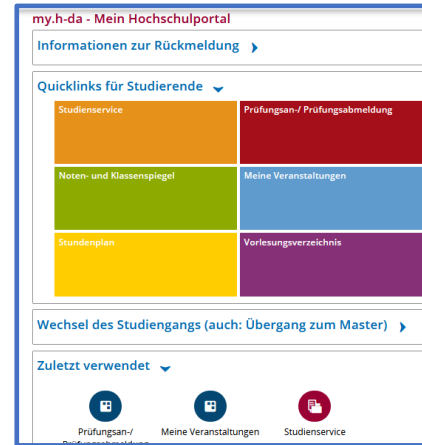 my.h-da - Mein Hochschulportal
Informationen zur Rückmeldung
Quicklinks für Studierende
Studienservice
Prüfungsan-/ Prüfungsabmeldung
Noten- und Klassenspiegel
Meine Veranstaltungen
Stundenplan
Vorlesungsverzeichnis
Wechsel des Studiengangs (auch: Übergang zum Master)
Zuletzt verwendet
Prüfungsan-/
Meine Veranstaltungen
Studienservice
Prüfungsabmeldung